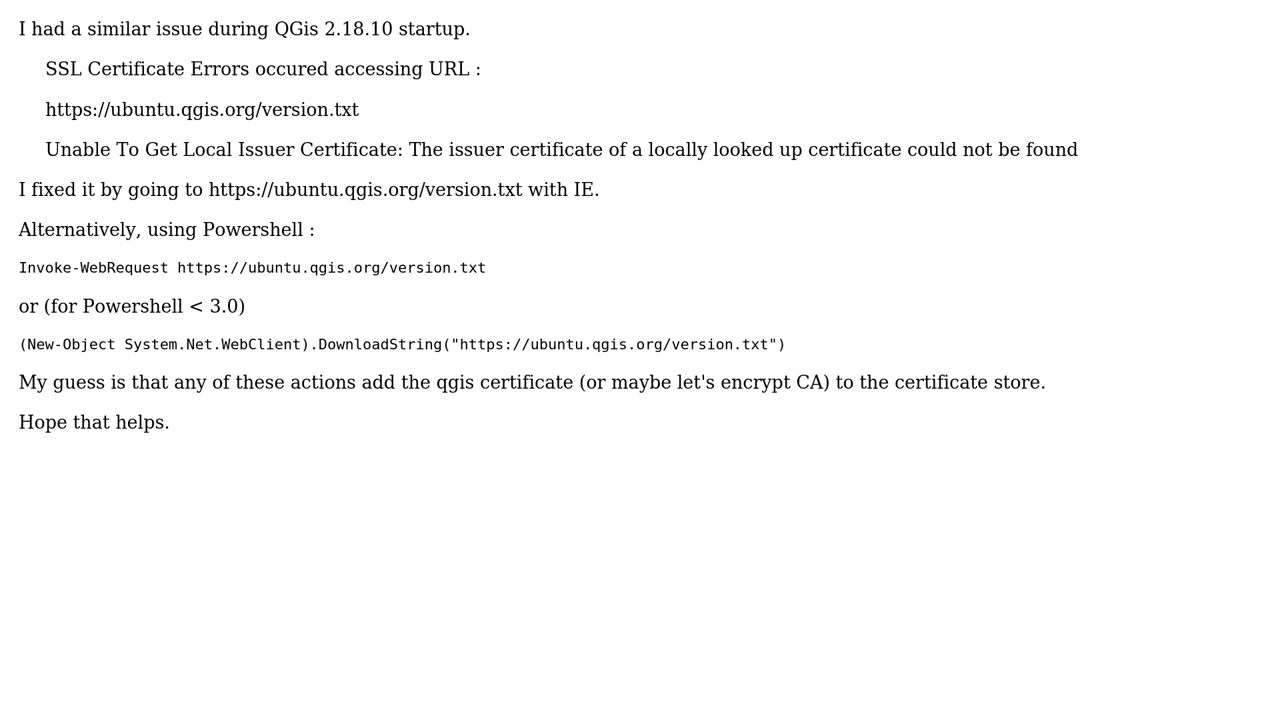 I had a similar issue during QGis 2.18.10 startup.
SSL Certificate Errors occured accessing URL :
https://ubuntu.qgis.org/version.txt
Unable To Get Local Issuer Certificate: The issuer certificate of a locally looked up certificate could not be found
I fixed it by going to https://ubuntu.qgis.org/version.txt with IE.
Alternatively, using Powershell :
Invoke-WebRequest https://ubuntu.qgis.org/version.txt
or (for Powershell < 3.0)
(New-Object System.Net.WebClient).DownloadString("https://ubuntu.qgis.org/version.txt")
My guess is that any of these actions add the qgis certificate (or maybe let's encrypt CA) to the certificate store.
Hope that helps.